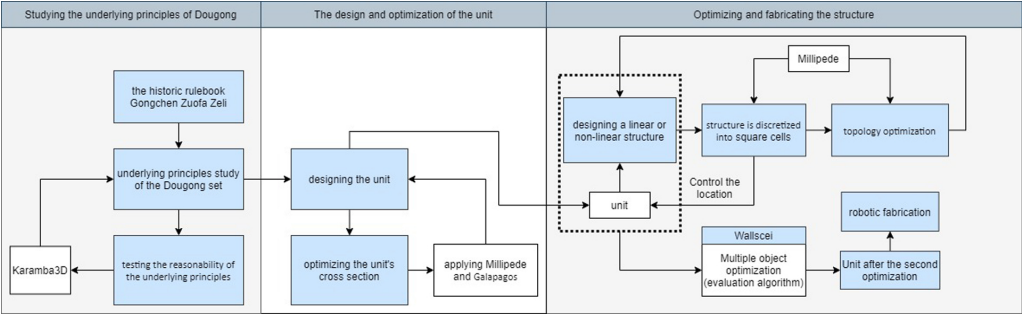 Studying the underlying principles of Dougong
The design and optimization of the unit
Optimizing and fabricating the structure
the historic rulebook
Gongchen Zuofa Zeli
underlying principles study
of the Dougong set
Karamba3D
testing the reasonability of
the underlying principles
designing the unit
optimizing the unit's
cross section
applying Millipede
and Galapagos
Millipede
designing a linear or
non-linear structure
structure is discretized
into square cells
topology optimization
Control the
location
unit
robotic fabrication
Wallscei
Multiple object
optimization
(evaluation algorithm)
Unit after the second
optimization